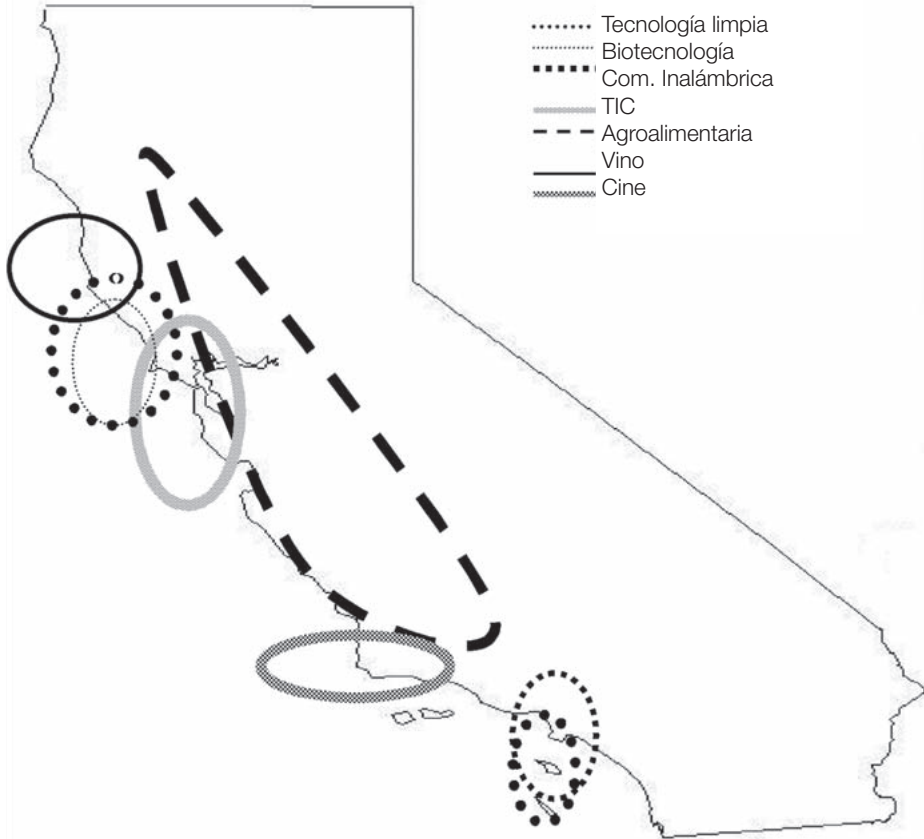 Tecnología limpia
Biotecnología
Com. Inalámbrica
TIC
Agroalimentaria
Vino
Cine